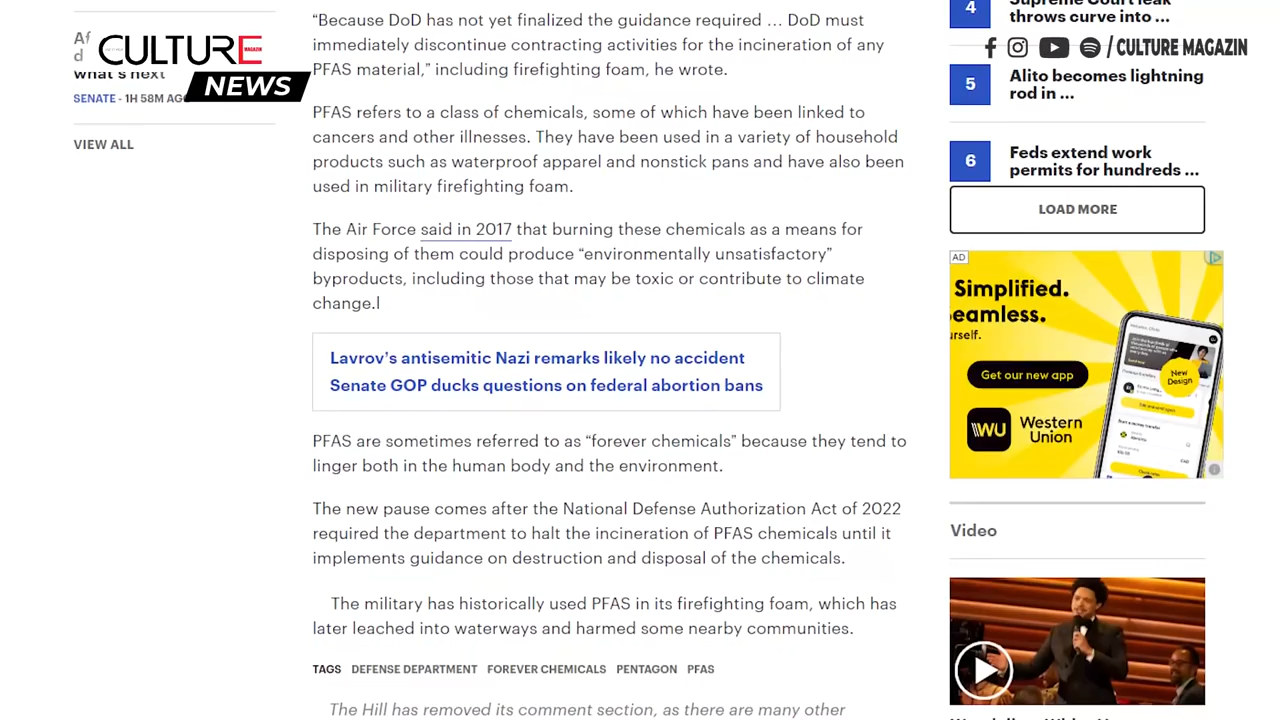 Af
d
what's next
SENATE - 1H 58M AGO
VIEW ALL
CULTURE
MAGAZIN
NEWS
“Because DoD has not yet finalized the guidance required … DoD must
immediately discontinue contracting activities for the incineration of any
PFAS material,” including firefighting foam, he wrote.
PFAS refers to a class of chemicals, some of which have been linked to
cancers and other illnesses. They have been used in a variety of household
products such as waterproof apparel and nonstick pans and have also been
used in military firefighting foam.
The Air Force said in 2017 that burning these chemicals as a means for
disposing of them could produce “environmentally unsatisfactory”
byproducts, including those that may be toxic or contribute to climate
change.l
Lavrov’s antisemitic Nazi remarks likely no accident
Senate GOP ducks questions on federal abortion bans
PFAS are sometimes referred to as “forever chemicals” because they tend to
linger both in the human body and the environment.
The new pause comes after the National Defense Authorization Act of 2022
required the department to halt the incineration of PFAS chemicals until it
implements guidance on destruction and disposal of the chemicals.
The military has historically used PFAS in its firefighting foam, which has
later leached into waterways and harmed some nearby communities.
TAGS DEFENSE DEPARTMENT FOREVER CHEMICALS PENTAGON PFAS
The Hill has removed its comment section, as there are many other
4
Supreme Court leak
throws curve into ...
/ CULTURE MAGAZIN
5
Alito becomes lightning
rod in ...
6
Feds extend work
permits for hundreds ...
LOAD MORE
AD
Simplified.
eamless.
urself.
Get our new app
New
Design
WU
Western
Union
Video